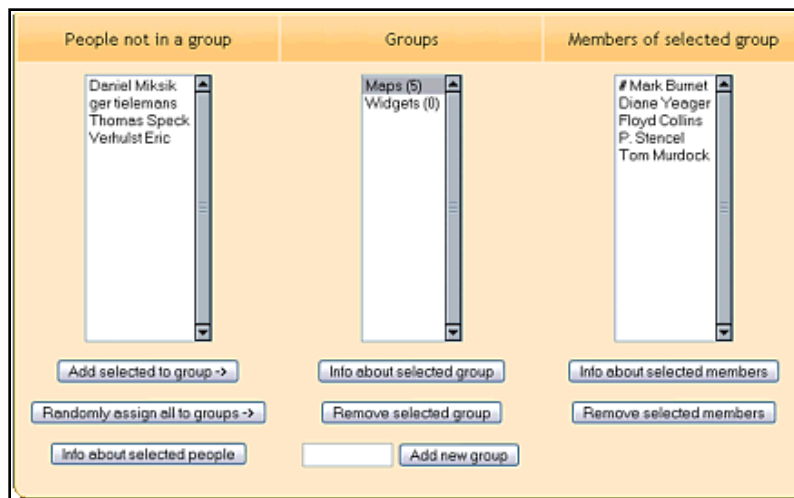 People not in a group
Groups
Members of selected group
Daniel Miksik
ger tielemans
Thomas Speck
Verhulst Eric
Maps (5)
Widgets (0)
# Mark Burnet
Diane Yeager
Floyd Collins
P. Stencel
Tom Murdock
Add selected to group ->
Info about selected group
Info about selected members
Randomly assign all to groups ->
Remove selected group
Remove selected members
Info about selected people
Add new group